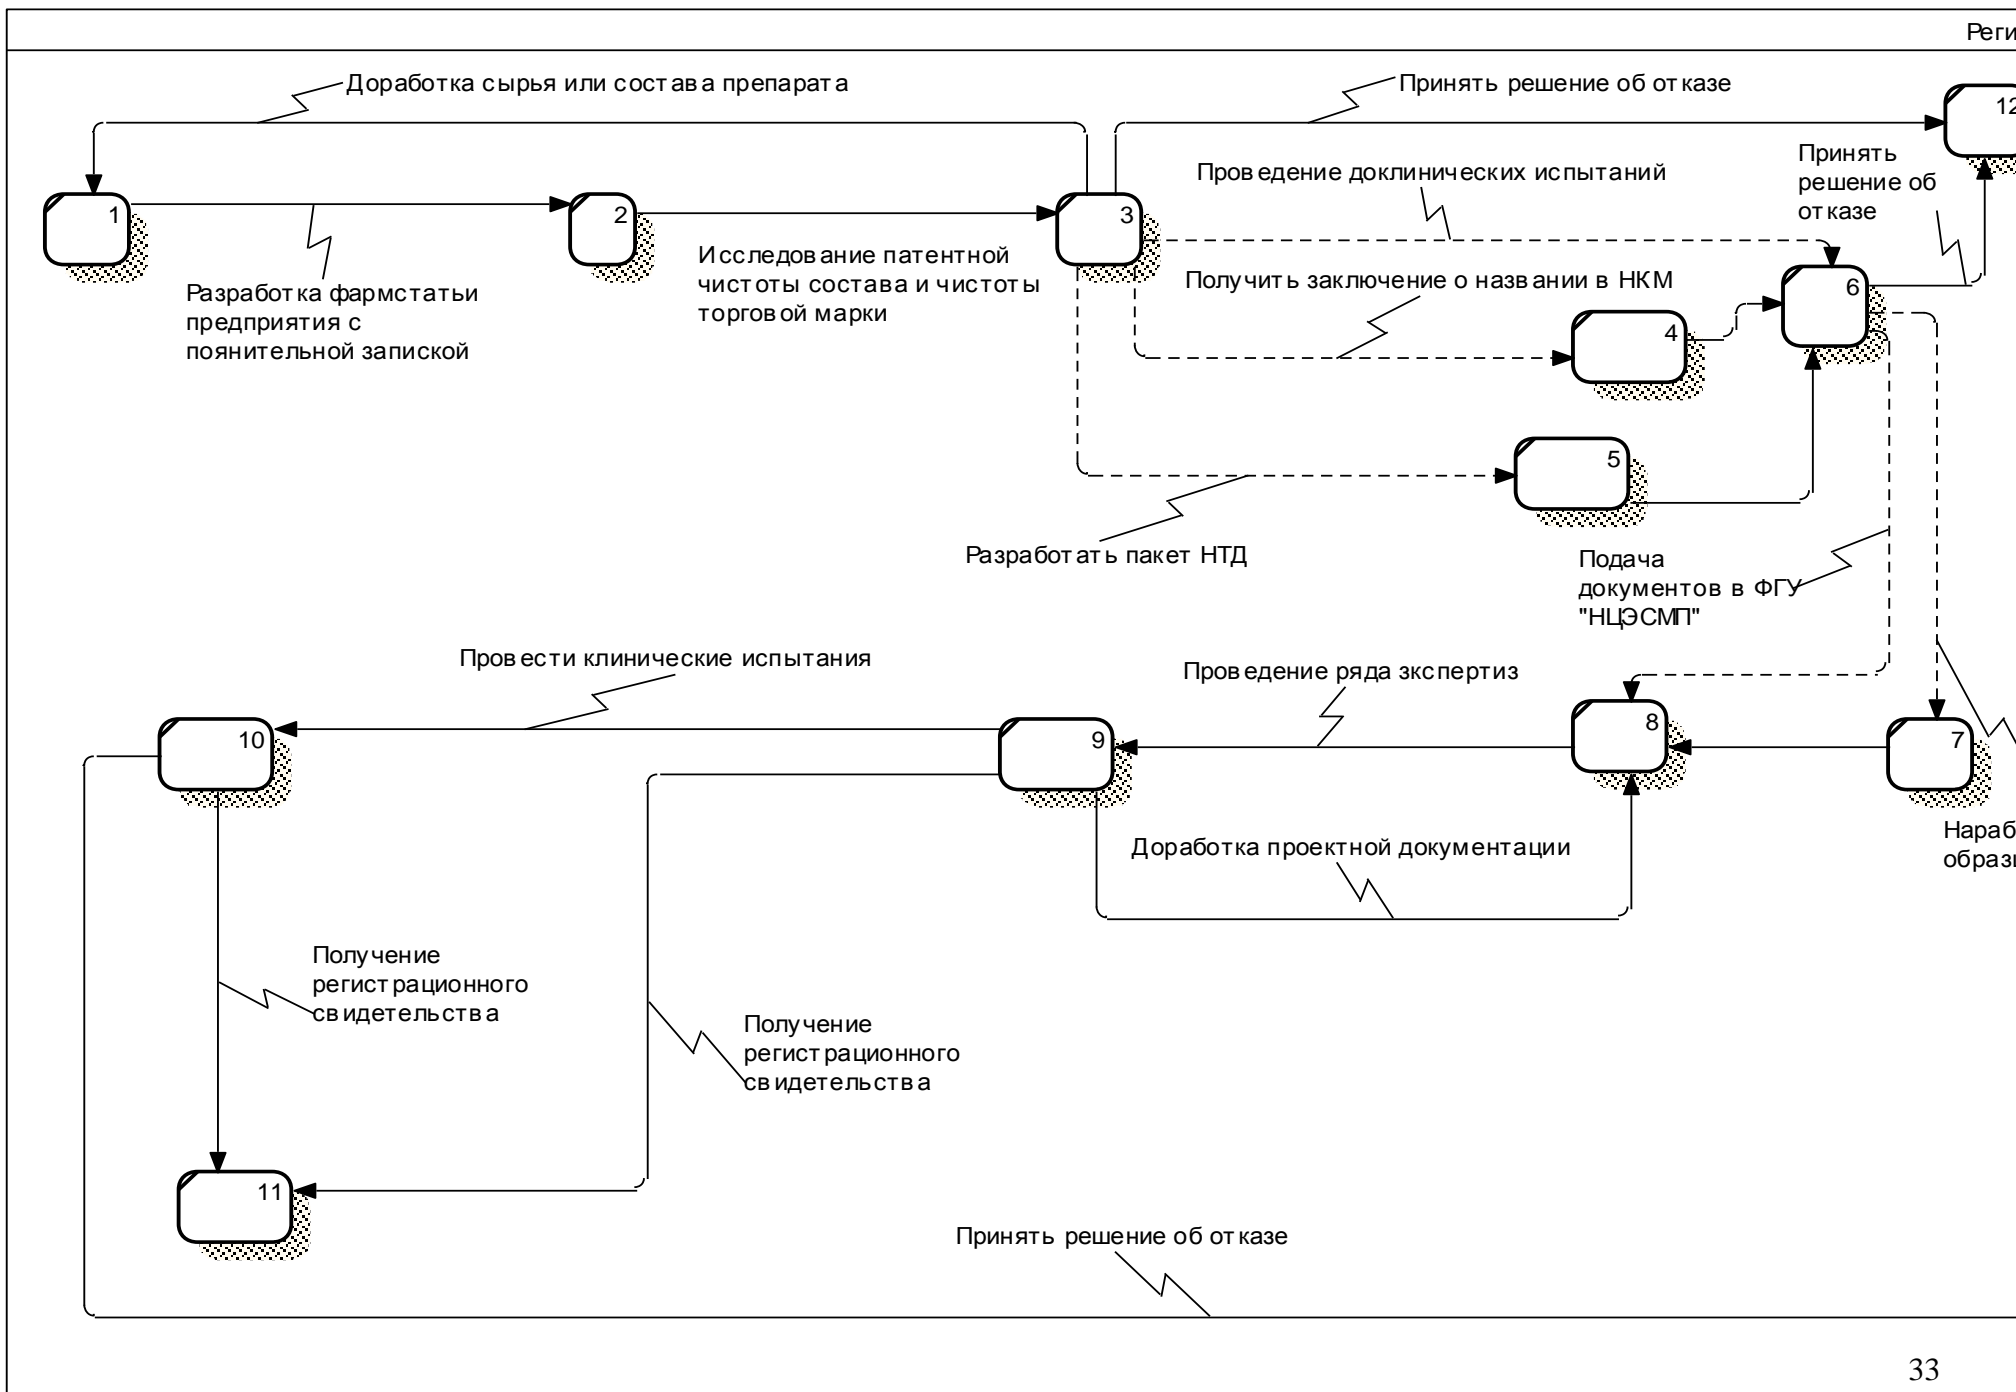 Реги
Доработка сырья или состава препарата
Принять решение об отказе
12
Проведение доклинических испытаний
Принять
решение об
отказе
1
2
3
Исследование патентной
чистоты состава и чистоты
торговой марки
Получить заключение о названии в НКМ
6
Разработка фармстатьи
предприятия с
поянительной запиской
4
5
Разработать пакет НТД
Подача
документов в ФГУ
"НЦЭСМП"
Провести клинические испытания
Проведение ряда зкспертиз
10
9
8
7
Нараб
образ
Доработка проектной документации
Получение
регистрационного
свидетельства
Получение
регистрационного
свидетельства
11
Принять решение об отказе
33